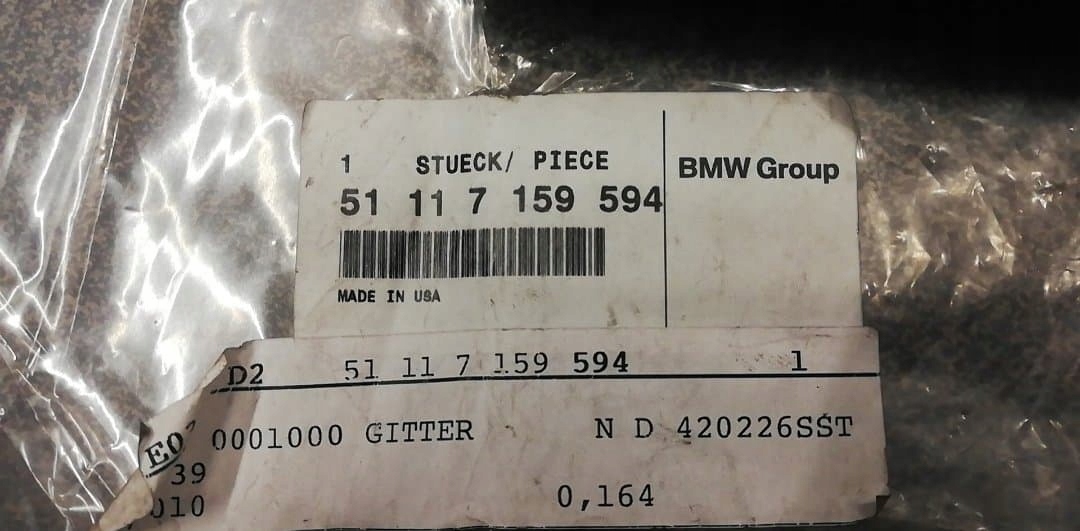 1 STUECK/ PIECE
BMW Group
51 11 7 159 594
MADE IN USA
D2 51 11 7 159 594 1
0001000 GITTER N D 420226SST
39
010 0,164